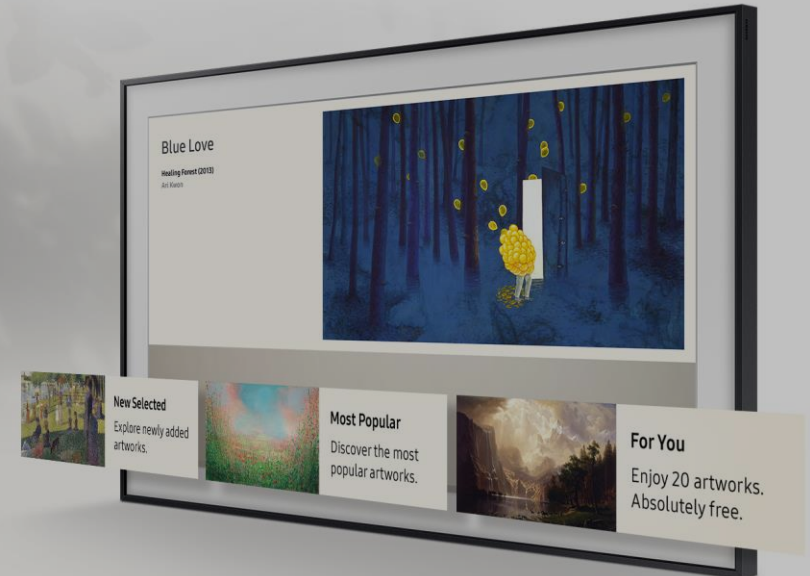 Blue Love
Healing Forest (2013)
Ari Kwon
New Selected
Explore newly added
artworks.
Most Popular
Discover the most
popular artworks.
For You
Enjoy 20 artworks.
Absolutely free.